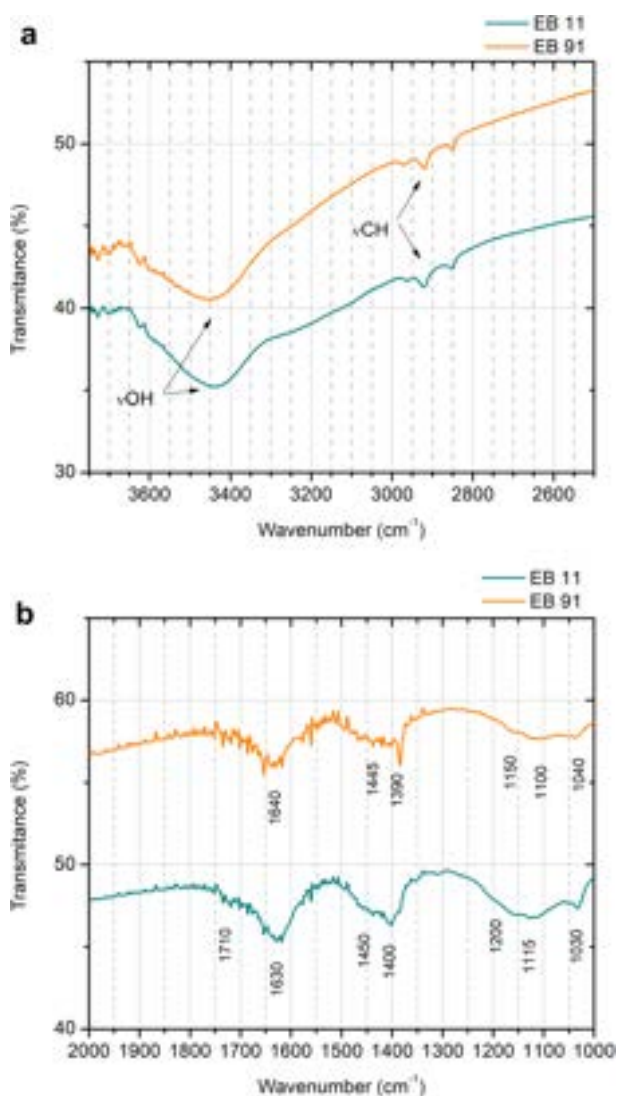 a
EB 11
EB 91
50
40
30
Transmitance (%)
νCH
νOH
3600 3400 3200 3000 2800 2600
Wavenumber (cm⁻¹)
EB 11
EB 91
b
60
50
40
Transmitance (%)
1640
1445
1390
1150
1100
1040
1710
1630
1450
1400
1200
1115
1030
2000 1900 1800 1700 1600 1500 1400 1300 1200 1100 1000
Wavenumber (cm⁻¹)